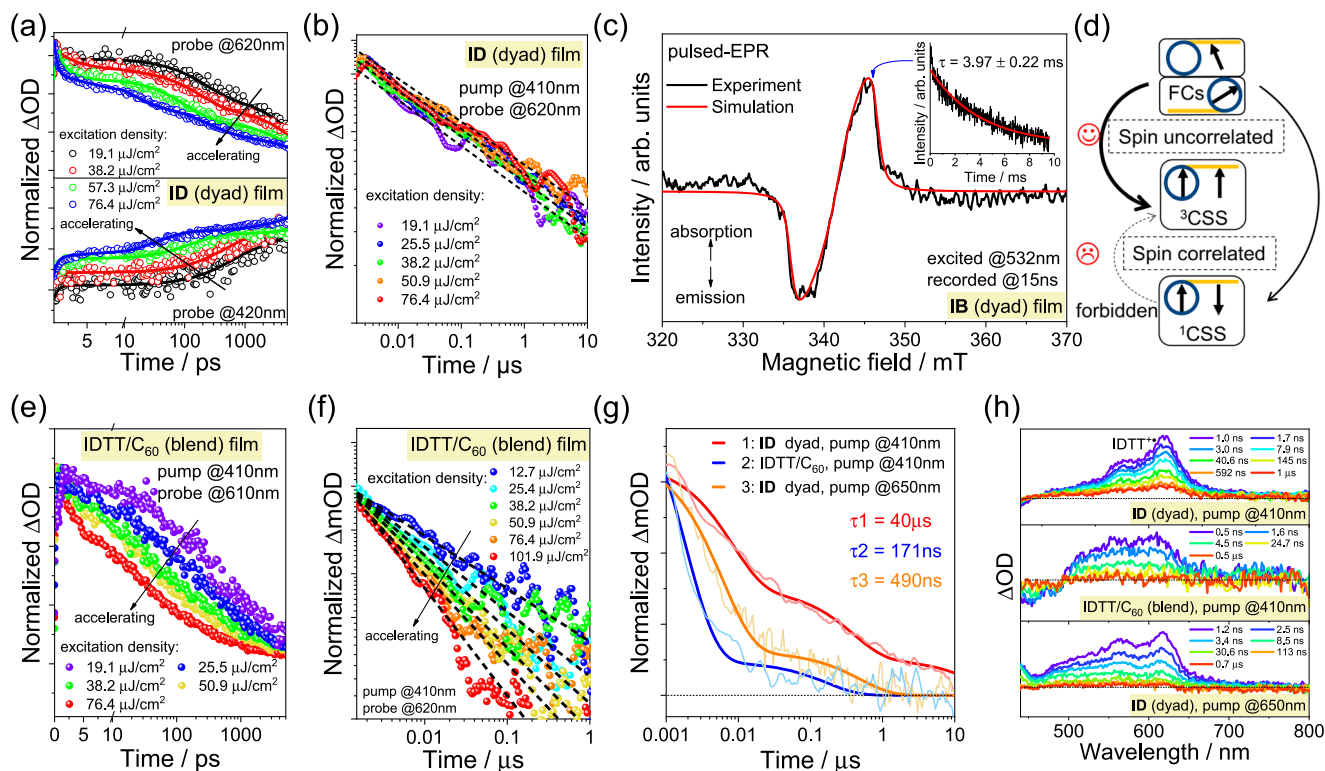 (a)
probe @620nm
excitation density:
19.1 μJ/cm²
38.2 μJ/cm²
57.3 μJ/cm²
76.4 μJ/cm²
accelerating
ID (dyad) film
accelerating
probe @420nm
Normalized ΔOD
5 10 100 1000
Time / ps
(b)
ID (dyad) film
pump @410nm
probe @620nm
excitation density:
19.1 μJ/cm²
25.5 μJ/cm²
38.2 μJ/cm²
50.9 μJ/cm²
76.4 μJ/cm²
Normalized ΔOD
0.01 0.1 1 10
Time / μs
(c)
pulsed-EPR
Experiment
Simulation
τ = 3.97 ± 0.22 ms
Intensity / arb. units
0 2 4 6 8 10
Time / ms
absorption
emission
excited @532nm
recorded @15ns
IB (dyad) film
Intensity / arb. units
320 330 340 350 360 370
Magnetic field / mT
(d)
FCs
Spin uncorrelated
³CSS
Spin correlated
forbidden
¹CSS
(e)
IDTT/C₆₀ (blend) film
pump @410nm
probe @610nm
accelerating
excitation density:
19.1 μJ/cm² 25.5 μJ/cm²
38.2 μJ/cm² 50.9 μJ/cm²
76.4 μJ/cm²
Normalized ΔOD
5 10 100 1000
Time / ps
(f)
IDTT/C₆₀ (blend) film
excitation density:
12.7 μJ/cm²
25.4 μJ/cm²
38.2 μJ/cm²
50.9 μJ/cm²
76.4 μJ/cm²
101.9 μJ/cm²
accelerating
pump @410nm
probe @620nm
Normalized ΔmOD
0.01 0.1 1
Time / μs
(g)
1: ID dyad, pump @410nm
2: IDTT/C₆₀, pump @410nm
3: ID dyad, pump @650nm
τ1 = 40μs
τ2 = 171ns
τ3 = 490ns
Normalized ΔmOD
0.001 0.01 0.1 1 10
Time / μs
(h)
IDTT⁺•
1.0 ns 1.7 ns
3.0 ns 7.9 ns
40.6 ns 145 ns
592 ns 1 μs
ID (dyad), pump @410nm
0.5 ns 1.6 ns
4.5 ns 24.7 ns
0.5 μs
IDTT/C₆₀ (blend), pump @410nm
1.2 ns 2.5 ns
3.4 ns 8.5 ns
30.6 ns 113 ns
0.7 μs
ID (dyad), pump @650nm
ΔOD
500 600 700 800
Wavelength / nm